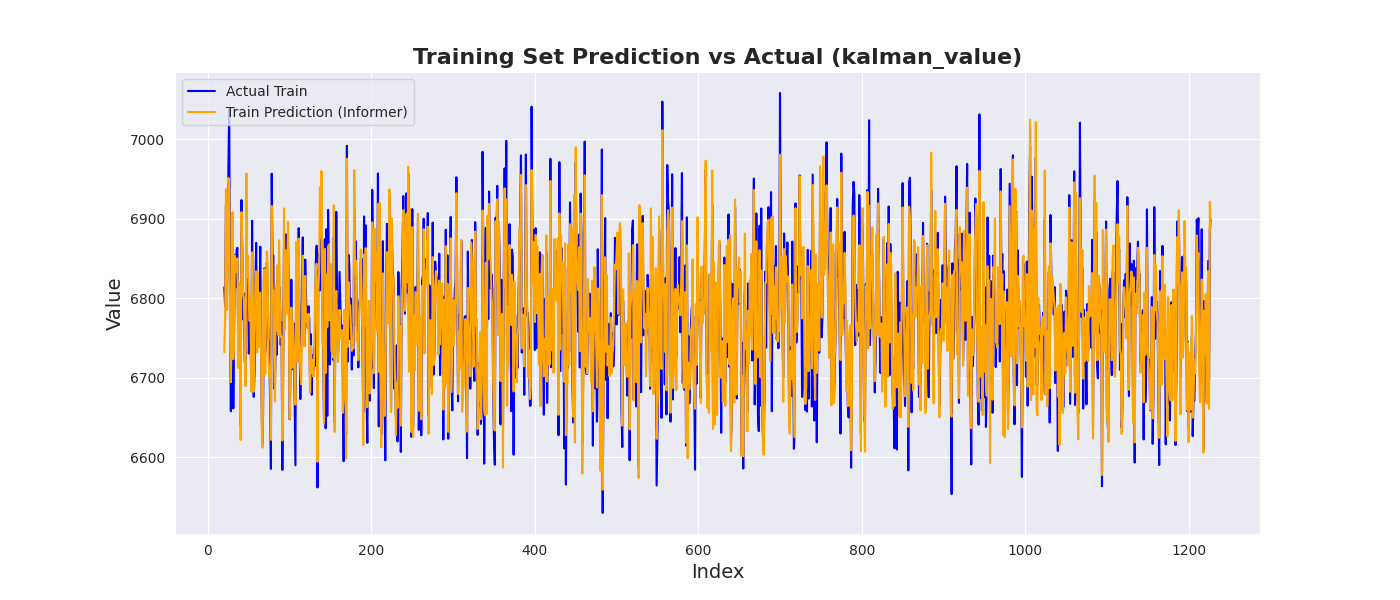 Training Set Prediction vs Actual (kalman_value)
Actual Train
Train Prediction (Informer)
Value
7000
6900
6800
6700
6600
0 200 400 600 800 1000 1200
Index